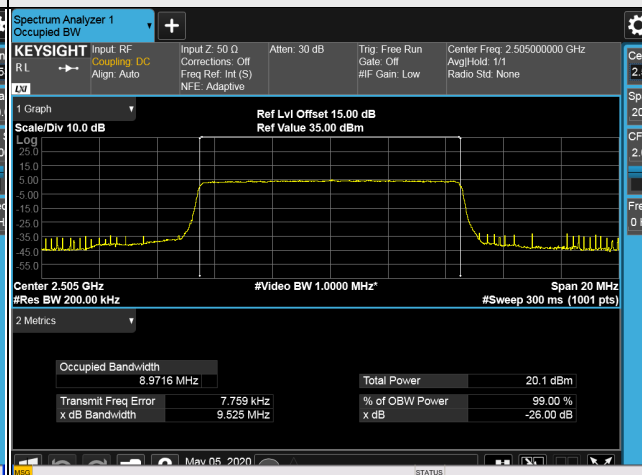 Spectrum Analyzer 1
Occupied BW
+
KEYSIGHT Input: RF Input Z: 50 Ω Atten: 30 dB Trig: Free Run Center Freq: 2.505000000 GHz
RL Coupling: DC Corrections: Off Gate: Off Avg|Hold: 1/1
Align: Auto Freq Ref: Int (S) #IF Gain: Low Radio Std: None
LXI NFE: Adaptive
1 Graph
Ref Lvl Offset 15.00 dB
Scale/Div 10.0 dB Ref Value 35.00 dBm
Log
25.0
15.0
5.00
-5.00
-15.0
-25.0
-35.0
-45.0
-55.0
Center 2.505 GHz #Video BW 1.0000 MHz* Span 20 MHz
#Res BW 200.00 kHz #Sweep 300 ms (1001 pts)
2 Metrics
Occupied Bandwidth
8.9716 MHz Total Power 20.1 dBm
Transmit Freq Error 7.759 kHz % of OBW Power 99.00 %
x dB Bandwidth 9.525 MHz x dB -26.00 dB
May 05, 2020
MSG STATUS